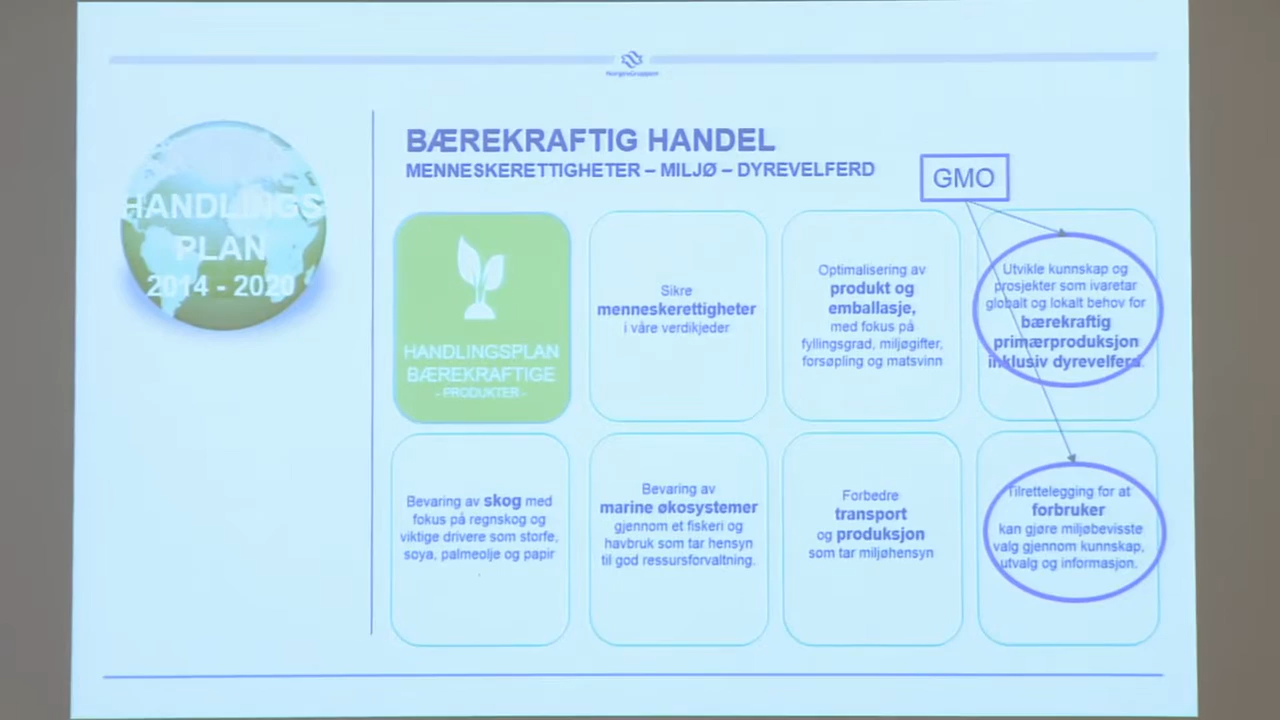 NorgesGruppen
HANDLINGS
PLAN
2014 - 2020
BÆREKRAFTIG HANDEL
MENNESKERETTIGHETER – MILJØ – DYREVELFERD
GMO
HANDLINGSPLAN
BÆREKRAFTIGE
- PRODUKTER -
Sikre
menneskerettigheter
i våre verdikjeder
Optimalisering av
produkt og
emballasje,
med fokus på
fyllingsgrad, miljøgifter,
forsøpling og matsvinn
Utvikle kunnskap og
prosjekter som ivaretar
globalt og lokalt behov for
bærekraftig
primærproduksjon
inklusiv dyrevelferd.
Bevaring av skog med
fokus på regnskog og
viktige drivere som storfe,
soya, palmeolje og papir
Bevaring av
marine økosystemer
gjennom et fiskeri og
havbruk som tar hensyn
til god ressursforvaltning.
Forbedre
transport
og produksjon
som tar miljøhensyn
Tilrettelegging for at
forbruker
kan gjøre miljøbevisste
valg gjennom kunnskap,
utvalg og informasjon.